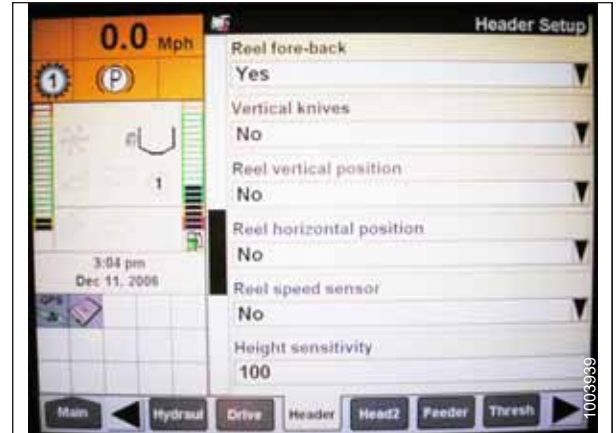 0.0 Mph
Header Setup
1
P
Reel fore-back
Yes
Vertical knives
No
Reel vertical position
No
1
Reel horizontal position
No
3:04 pm
Dec 11, 2006
Reel speed sensor
No
GPS
Height sensitivity
100
Main
Hydraul
Drive
Header
Head2
Feeder
Thresh
1003939